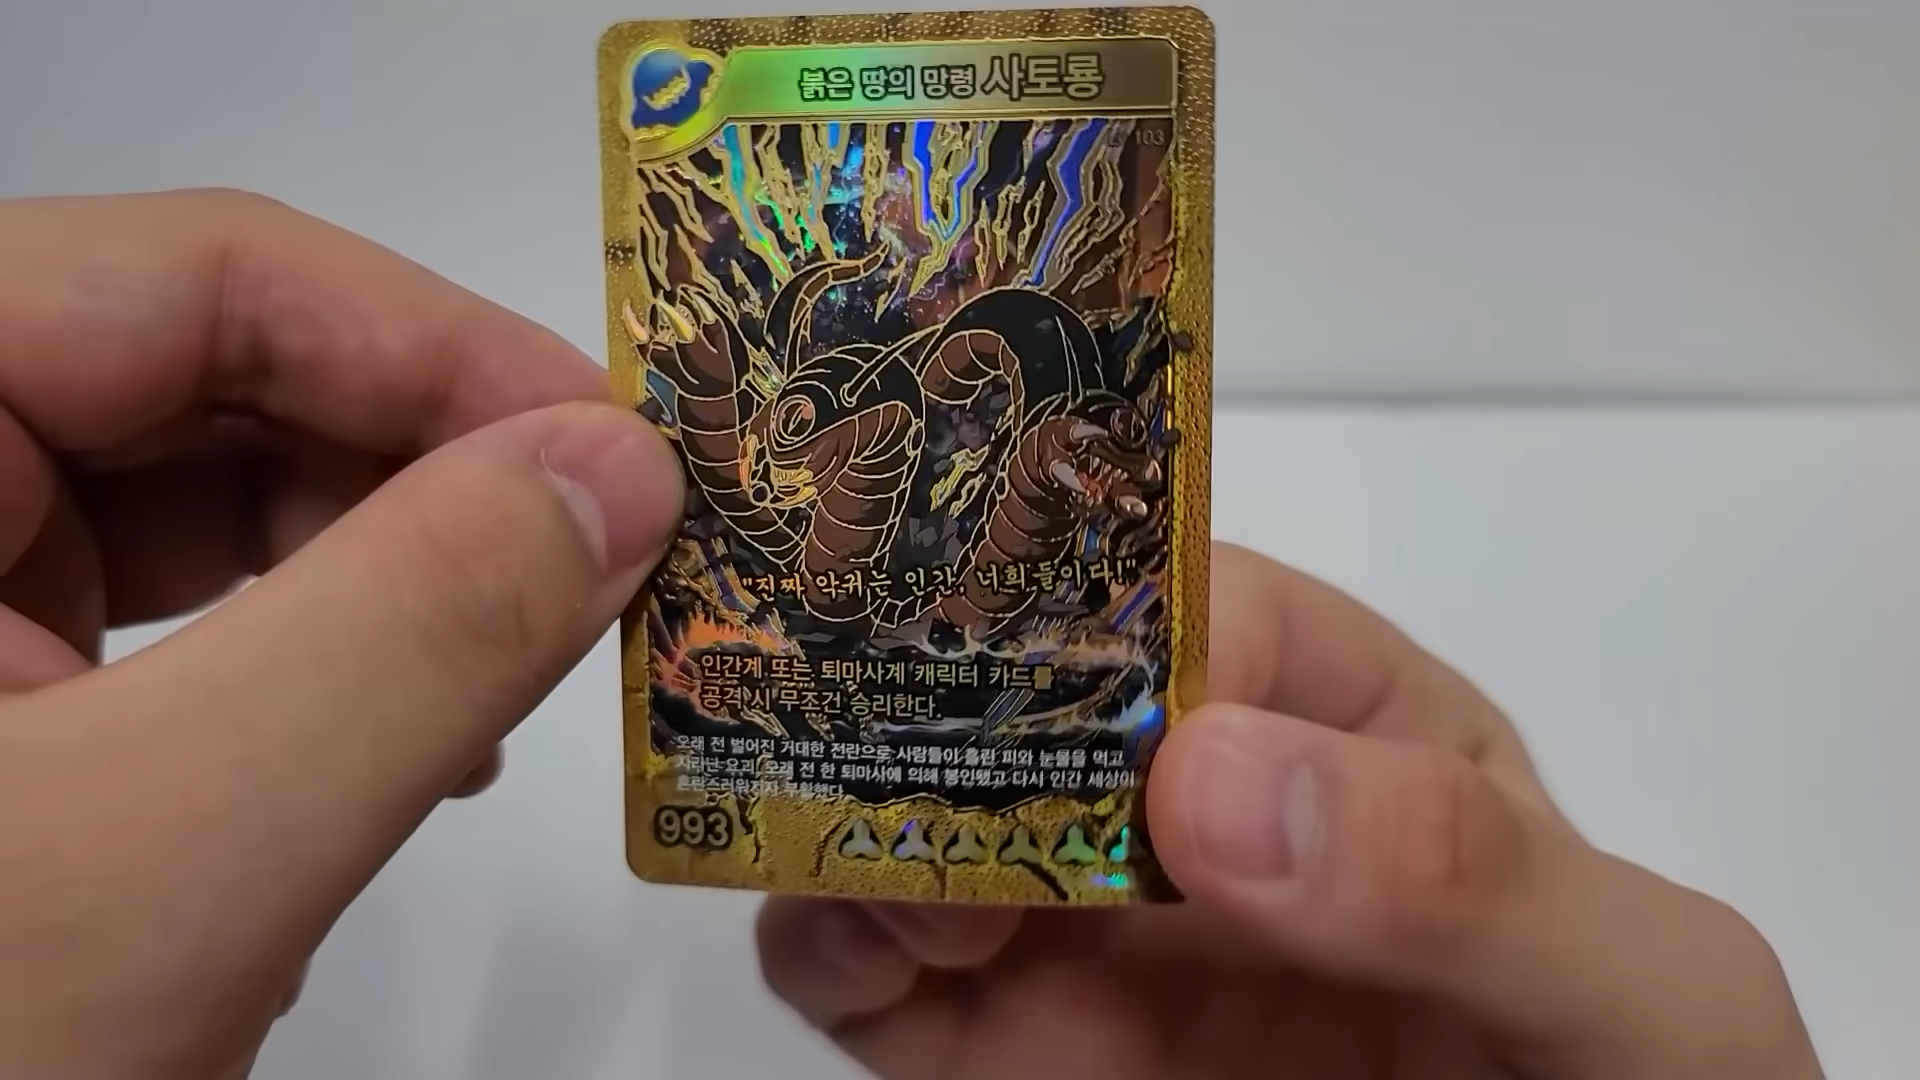 붉은 땅의 망령 사토룡
103
"진짜 악귀는 인간, 너희들이다!"
인간계 또는 퇴마사계 캐릭터 카드를
공격 시 무조건 승리한다.
오래 전 벌어진 거대한 전란으로 사람들이 흘린 피와 눈물을 먹고
자라난 요괴. 오래 전 한 퇴마사에 의해 봉인됐고 다시 인간 세상이
혼란스러워지자 부활했다.
993